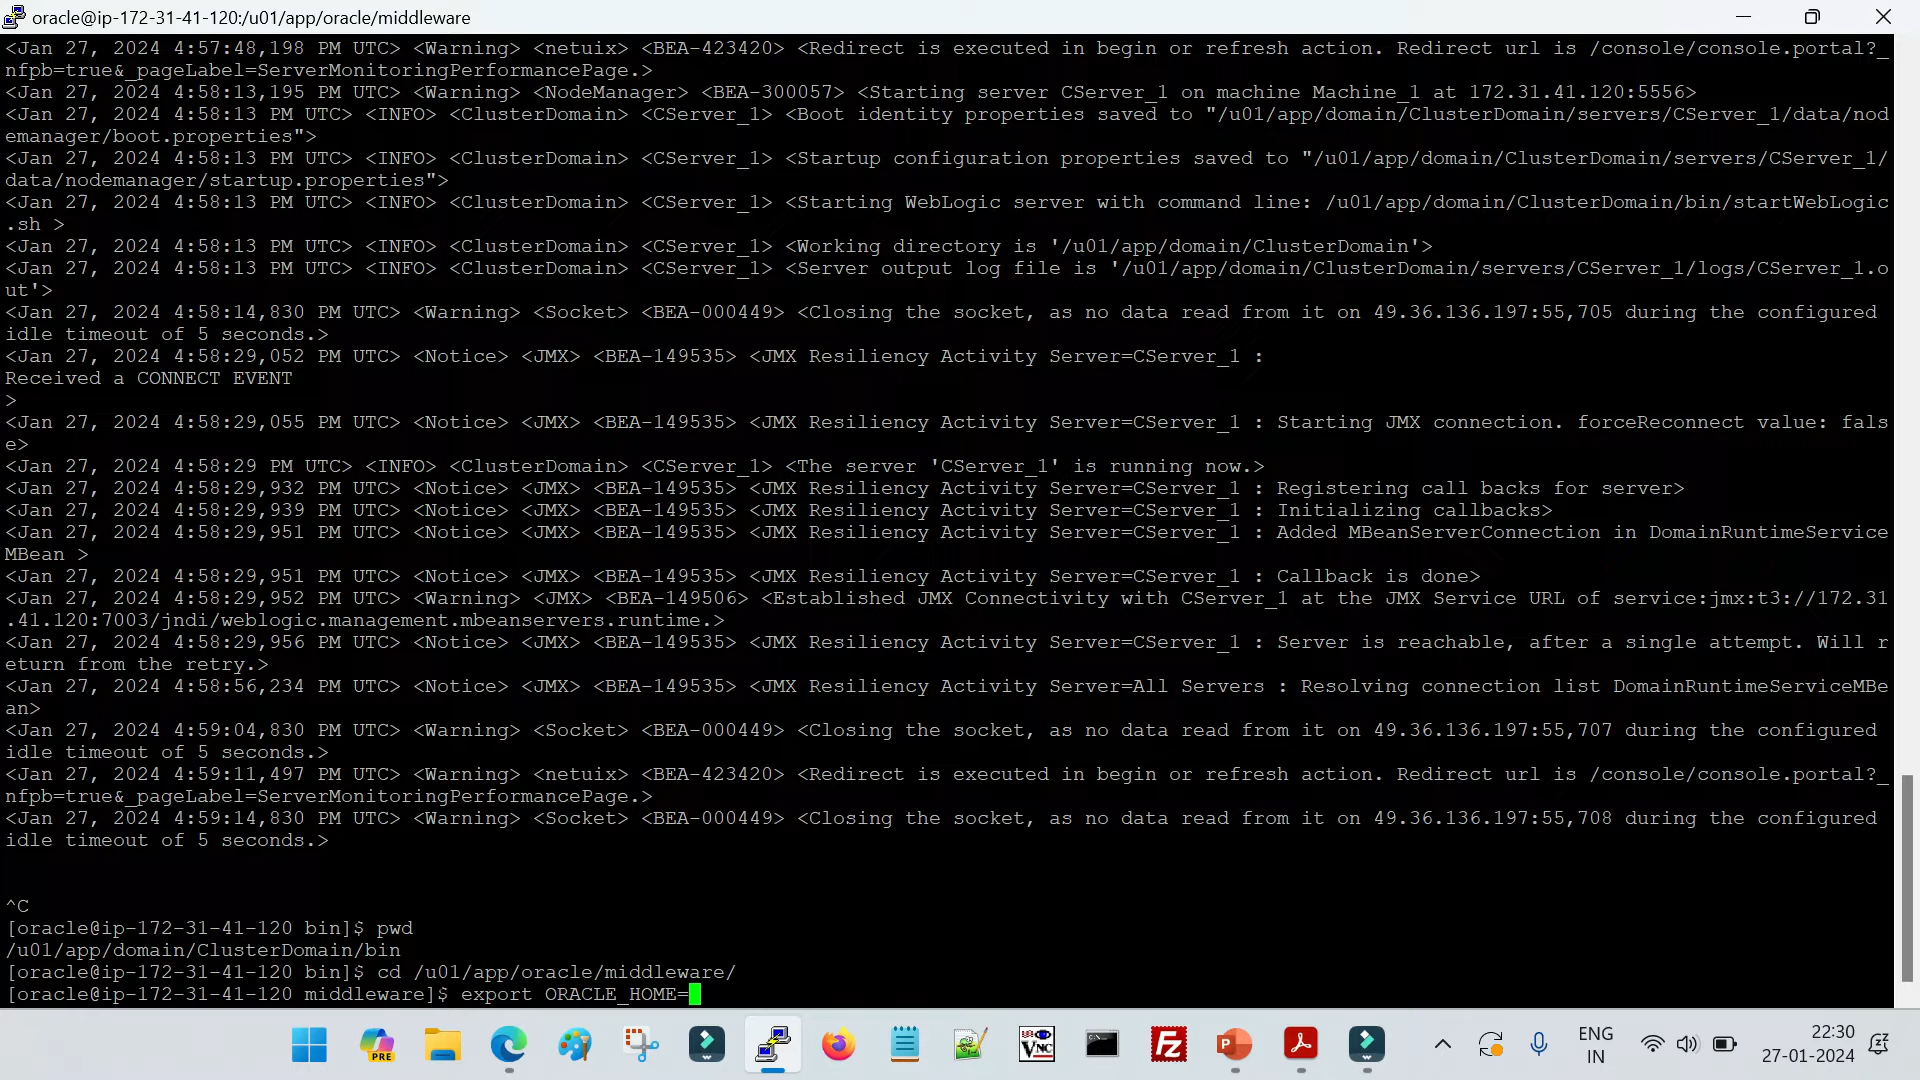 oracle@ip-172-31-41-120:/u01/app/oracle/middleware
<Jan 27, 2024 4:57:48,198 PM UTC> <Warning> <netuix> <BEA-423420> <Redirect is executed in begin or refresh action. Redirect url is /console/console.portal?_
nfpb=true&_pageLabel=ServerMonitoringPerformancePage.>
<Jan 27, 2024 4:58:13,195 PM UTC> <Warning> <NodeManager> <BEA-300057> <Starting server CServer_1 on machine Machine_1 at 172.31.41.120:5556>
<Jan 27, 2024 4:58:13 PM UTC> <INFO> <ClusterDomain> <CServer_1> <Boot identity properties saved to "/u01/app/domain/ClusterDomain/servers/CServer_1/data/nod
emanager/boot.properties">
<Jan 27, 2024 4:58:13 PM UTC> <INFO> <ClusterDomain> <CServer_1> <Startup configuration properties saved to "/u01/app/domain/ClusterDomain/servers/CServer_1/
data/nodemanager/startup.properties">
<Jan 27, 2024 4:58:13 PM UTC> <INFO> <ClusterDomain> <CServer_1> <Starting WebLogic server with command line: /u01/app/domain/ClusterDomain/bin/startWebLogic
.sh >
<Jan 27, 2024 4:58:13 PM UTC> <INFO> <ClusterDomain> <CServer_1> <Working directory is '/u01/app/domain/ClusterDomain'>
<Jan 27, 2024 4:58:13 PM UTC> <INFO> <ClusterDomain> <CServer_1> <Server output log file is '/u01/app/domain/ClusterDomain/servers/CServer_1/logs/CServer_1.o
ut'>
<Jan 27, 2024 4:58:14,830 PM UTC> <Warning> <Socket> <BEA-000449> <Closing the socket, as no data read from it on 49.36.136.197:55,705 during the configured
idle timeout of 5 seconds.>
<Jan 27, 2024 4:58:29,052 PM UTC> <Notice> <JMX> <BEA-149535> <JMX Resiliency Activity Server=CServer_1 :
Received a CONNECT EVENT
>
<Jan 27, 2024 4:58:29,055 PM UTC> <Notice> <JMX> <BEA-149535> <JMX Resiliency Activity Server=CServer_1 : Starting JMX connection. forceReconnect value: fals
e>
<Jan 27, 2024 4:58:29 PM UTC> <INFO> <ClusterDomain> <CServer_1> <The server 'CServer_1' is running now.>
<Jan 27, 2024 4:58:29,932 PM UTC> <Notice> <JMX> <BEA-149535> <JMX Resiliency Activity Server=CServer_1 : Registering call backs for server>
<Jan 27, 2024 4:58:29,939 PM UTC> <Notice> <JMX> <BEA-149535> <JMX Resiliency Activity Server=CServer_1 : Initializing callbacks>
<Jan 27, 2024 4:58:29,951 PM UTC> <Notice> <JMX> <BEA-149535> <JMX Resiliency Activity Server=CServer_1 : Added MBeanServerConnection in DomainRuntimeService
MBean >
<Jan 27, 2024 4:58:29,951 PM UTC> <Notice> <JMX> <BEA-149535> <JMX Resiliency Activity Server=CServer_1 : Callback is done>
<Jan 27, 2024 4:58:29,952 PM UTC> <Warning> <JMX> <BEA-149506> <Established JMX Connectivity with CServer_1 at the JMX Service URL of service:jmx:t3://172.31
.41.120:7003/jndi/weblogic.management.mbeanservers.runtime.>
<Jan 27, 2024 4:58:29,956 PM UTC> <Notice> <JMX> <BEA-149535> <JMX Resiliency Activity Server=CServer_1 : Server is reachable, after a single attempt. Will r
eturn from the retry.>
<Jan 27, 2024 4:58:56,234 PM UTC> <Notice> <JMX> <BEA-149535> <JMX Resiliency Activity Server=All Servers : Resolving connection list DomainRuntimeServiceMBe
an>
<Jan 27, 2024 4:59:04,830 PM UTC> <Warning> <Socket> <BEA-000449> <Closing the socket, as no data read from it on 49.36.136.197:55,707 during the configured
idle timeout of 5 seconds.>
<Jan 27, 2024 4:59:11,497 PM UTC> <Warning> <netuix> <BEA-423420> <Redirect is executed in begin or refresh action. Redirect url is /console/console.portal?_
nfpb=true&_pageLabel=ServerMonitoringPerformancePage.>
<Jan 27, 2024 4:59:14,830 PM UTC> <Warning> <Socket> <BEA-000449> <Closing the socket, as no data read from it on 49.36.136.197:55,708 during the configured
idle timeout of 5 seconds.>
^C
[oracle@ip-172-31-41-120 bin]$ pwd
/u01/app/domain/ClusterDomain/bin
[oracle@ip-172-31-41-120 bin]$ cd /u01/app/oracle/middleware/
[oracle@ip-172-31-41-120 middleware]$ export ORACLE_HOME=
PRE
VNC
ENG
IN
22:30
27-01-2024